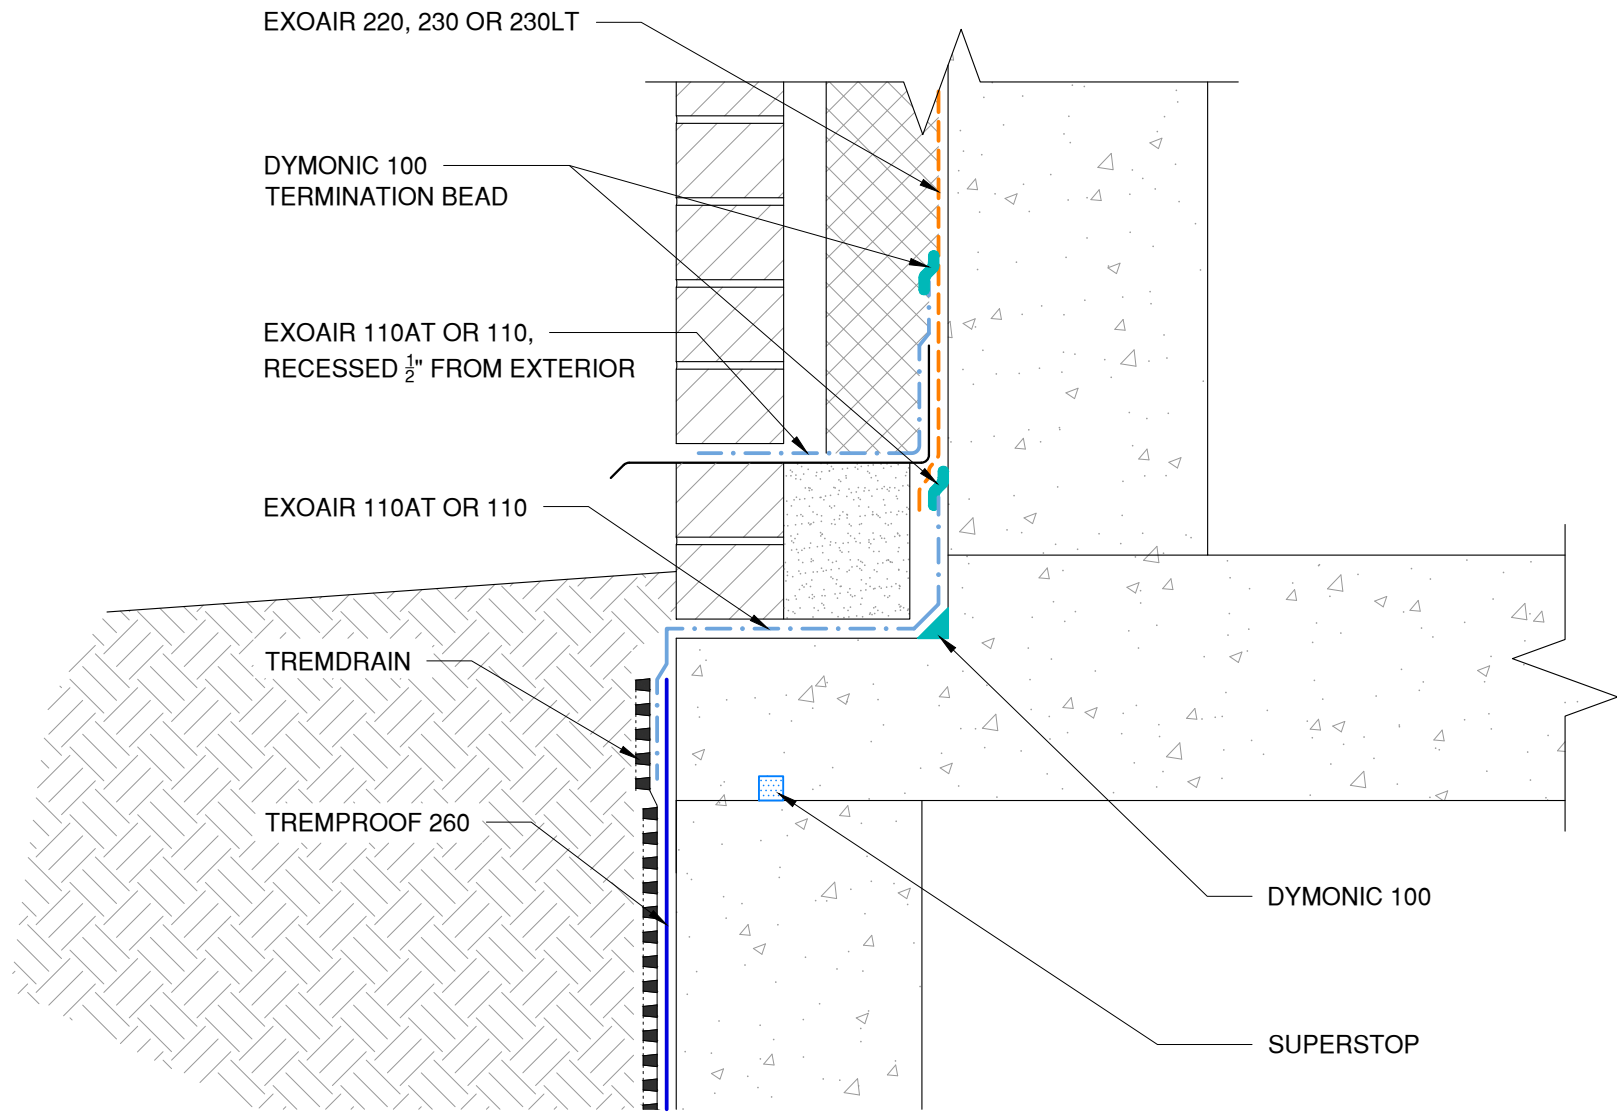 EXOAIR 220, 230 OR 230LT
DYMONIC 100
TERMINATION BEAD
EXOAIR 110AT OR 110,
RECESSED 1/2" FROM EXTERIOR
EXOAIR 110AT OR 110
TREMDRAIN
TREMPROOF 260
DYMONIC 100
SUPERSTOP